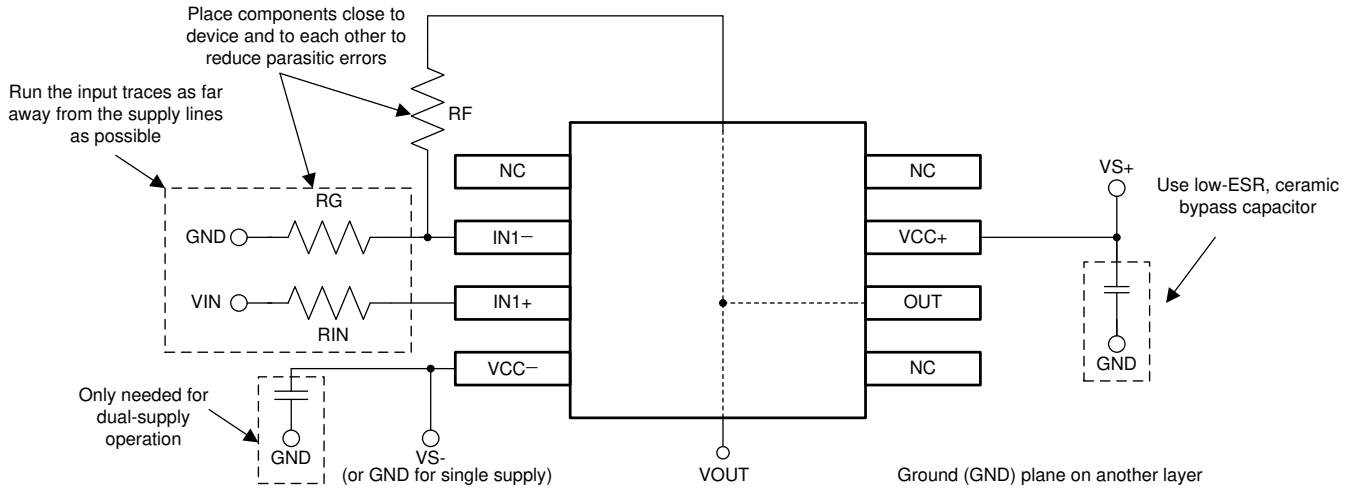 Place components close to
device and to each other to
reduce parasitic errors
Run the input traces as far
away from the supply lines
as possible
RF
NC
NC
VS+
Use low-ESR, ceramic
bypass capacitor
RG
GND
IN1−
VCC+
VIN
IN1+
OUT
RIN
VCC−
NC
GND
Only needed for
dual-supply
operation
GND
VS-
(or GND for single supply)
VOUT
Ground (GND) plane on another layer